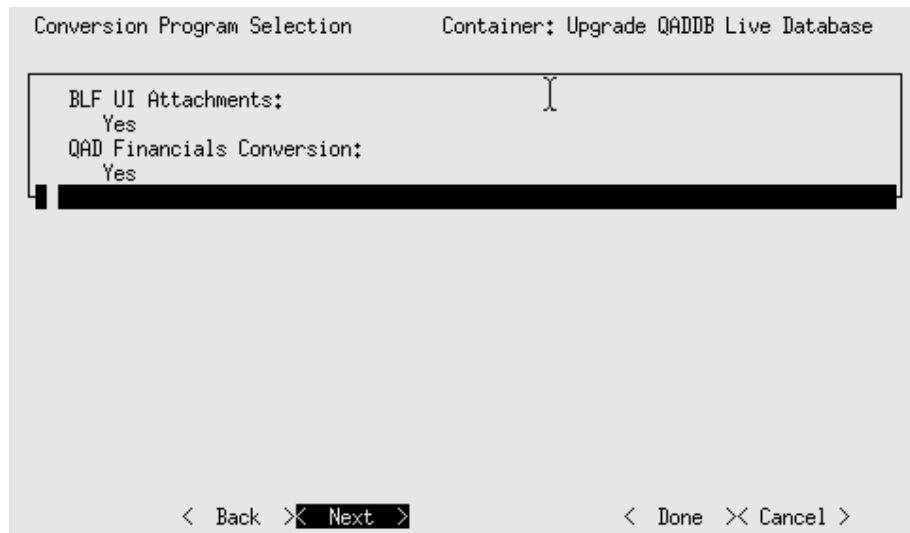 Conversion Program Selection Container: Upgrade QADDB Live Database
BLF UI Attachments:
Yes
QAD Financials Conversion:
Yes
< Back >< Next > < Done >< Cancel >